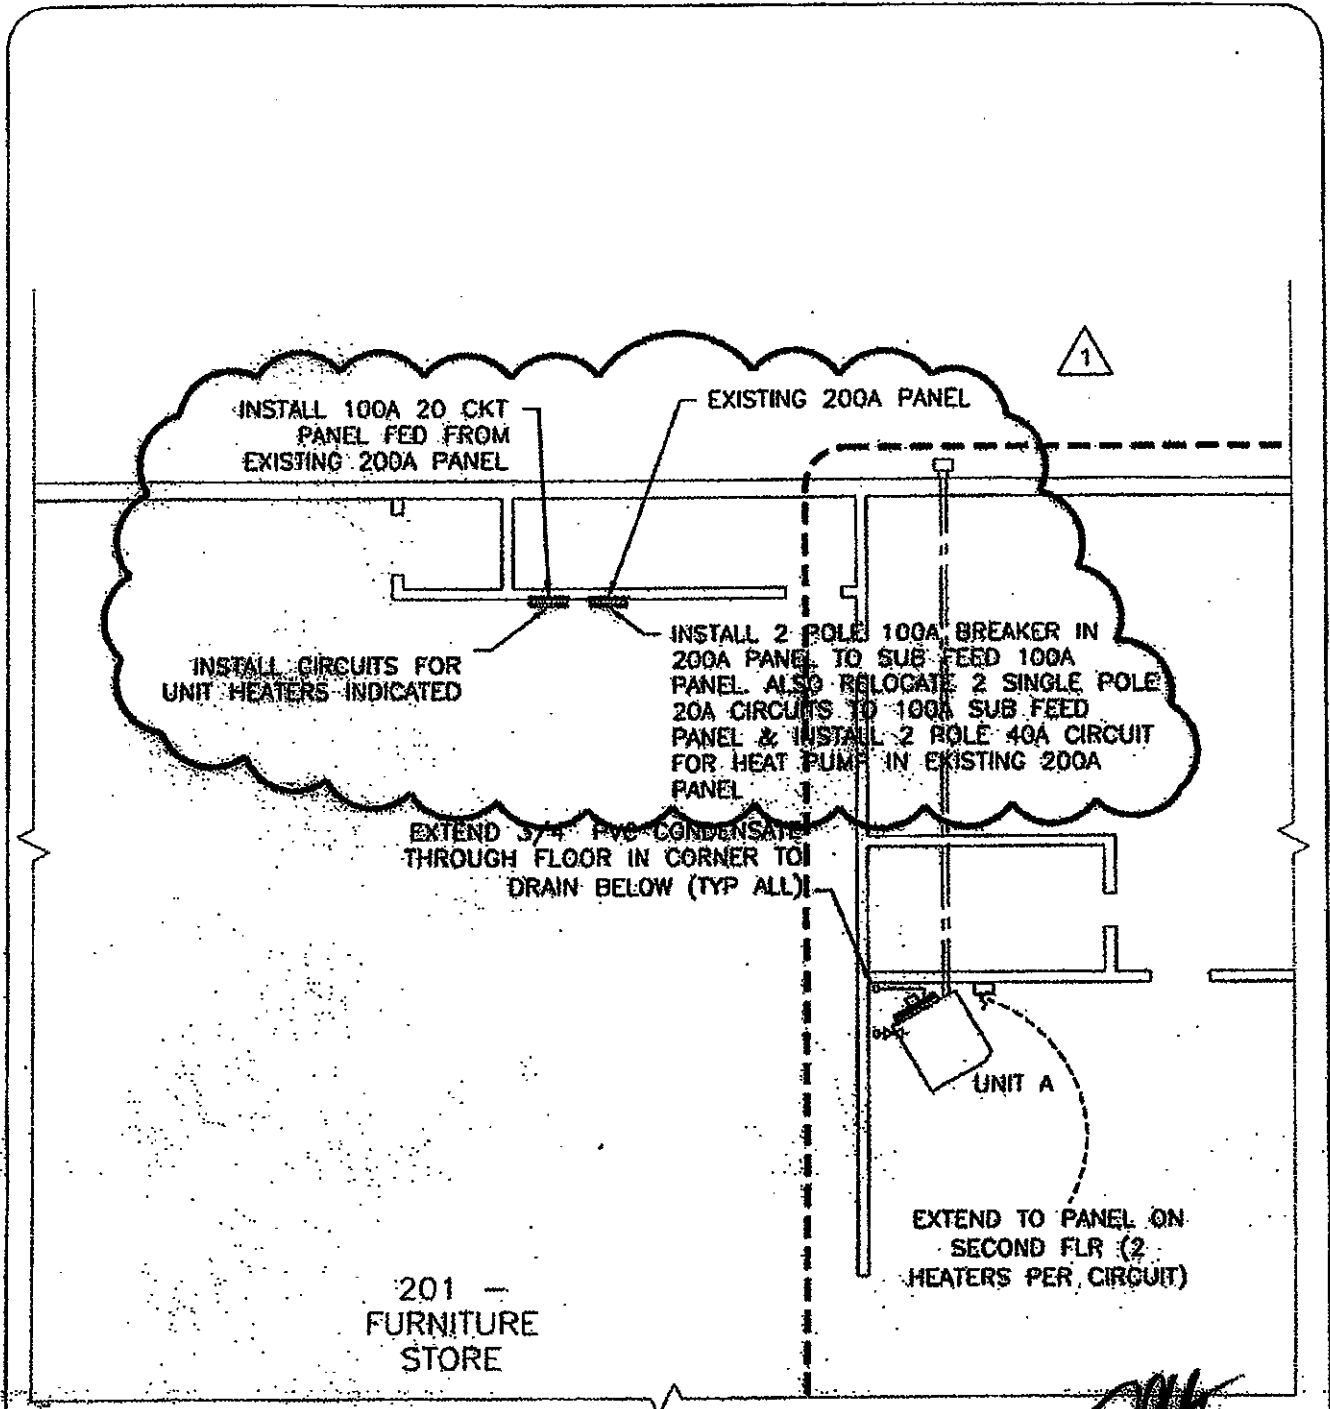 1
INSTALL 100A 20 CKT
PANEL FED FROM
EXISTING 200A PANEL
EXISTING 200A PANEL
INSTALL CIRCUITS FOR
UNIT HEATERS INDICATED
INSTALL 2 POLE 100A BREAKER IN
200A PANEL TO SUB FEED 100A
PANEL. ALSO RELOCATE 2 SINGLE POLE
20A CIRCUITS TO 100A SUB FEED
PANEL & INSTALL 2 POLE 40A CIRCUIT
FOR HEAT PUMP IN EXISTING 200A
PANEL
EXTEND 3/4" PVC CONDENSATE
THROUGH FLOOR IN CORNER TO
DRAIN BELOW (TYP ALL)
UNIT A
EXTEND TO PANEL ON
SECOND FLR (2
HEATERS PER CIRCUIT)
201 -
FURNITURE
STORE